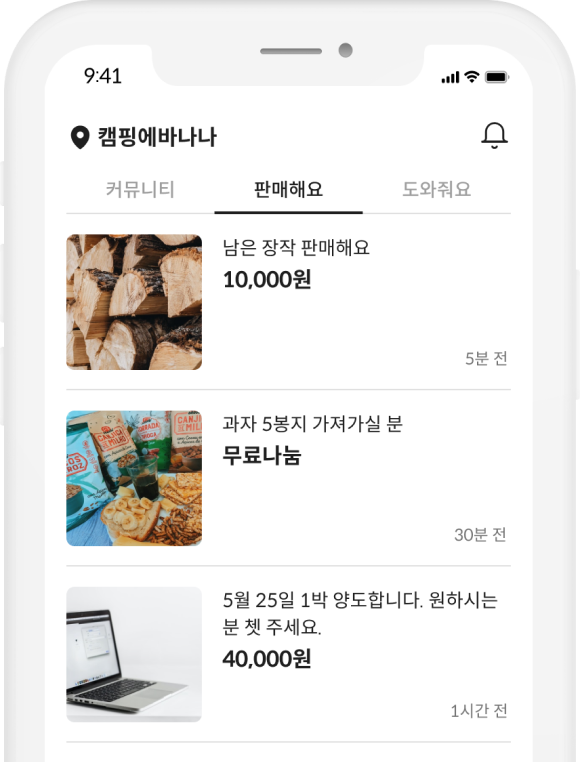 9:41
캠핑에바나나
커뮤니티 판매해요 도와줘요
남은 장작 판매해요
10,000원
5분 전
과자 5봉지 가져가실 분
무료나눔
30분 전
5월 25일 1박 양도합니다. 원하시는
분 쳇 주세요.
40,000원
1시간 전